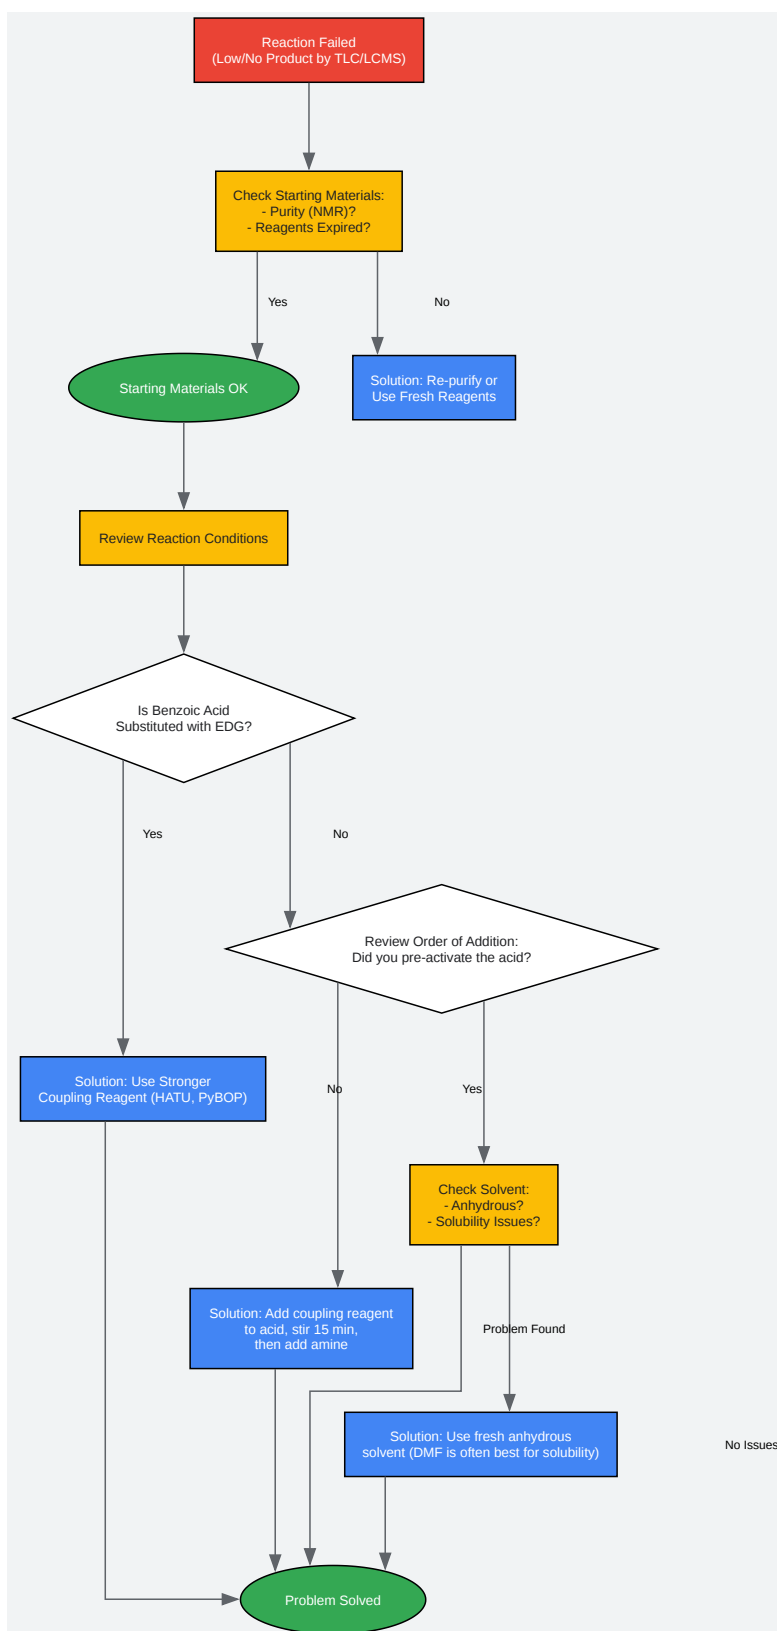 Reaction Failed
(Low/No Product by TLC/LCMS)
Check Starting Materials:
- Purity (NMR)?
- Reagents Expired?
Yes
No
Starting Materials OK
Solution: Re-purify or
Use Fresh Reagents
Review Reaction Conditions
Is Benzoic Acid
Substituted with EDG?
Yes
No
Review Order of Addition:
Did you pre-activate the acid?
Solution: Use Stronger
Coupling Reagent (HATU, PyBOP)
No
Yes
Check Solvent:
- Anhydrous?
- Solubility Issues?
Solution: Add coupling reagent
to acid, stir 15 min,
then add amine
Problem Found
Solution: Use fresh anhydrous
solvent (DMF is often best for solubility)
No Issues
Problem Solved